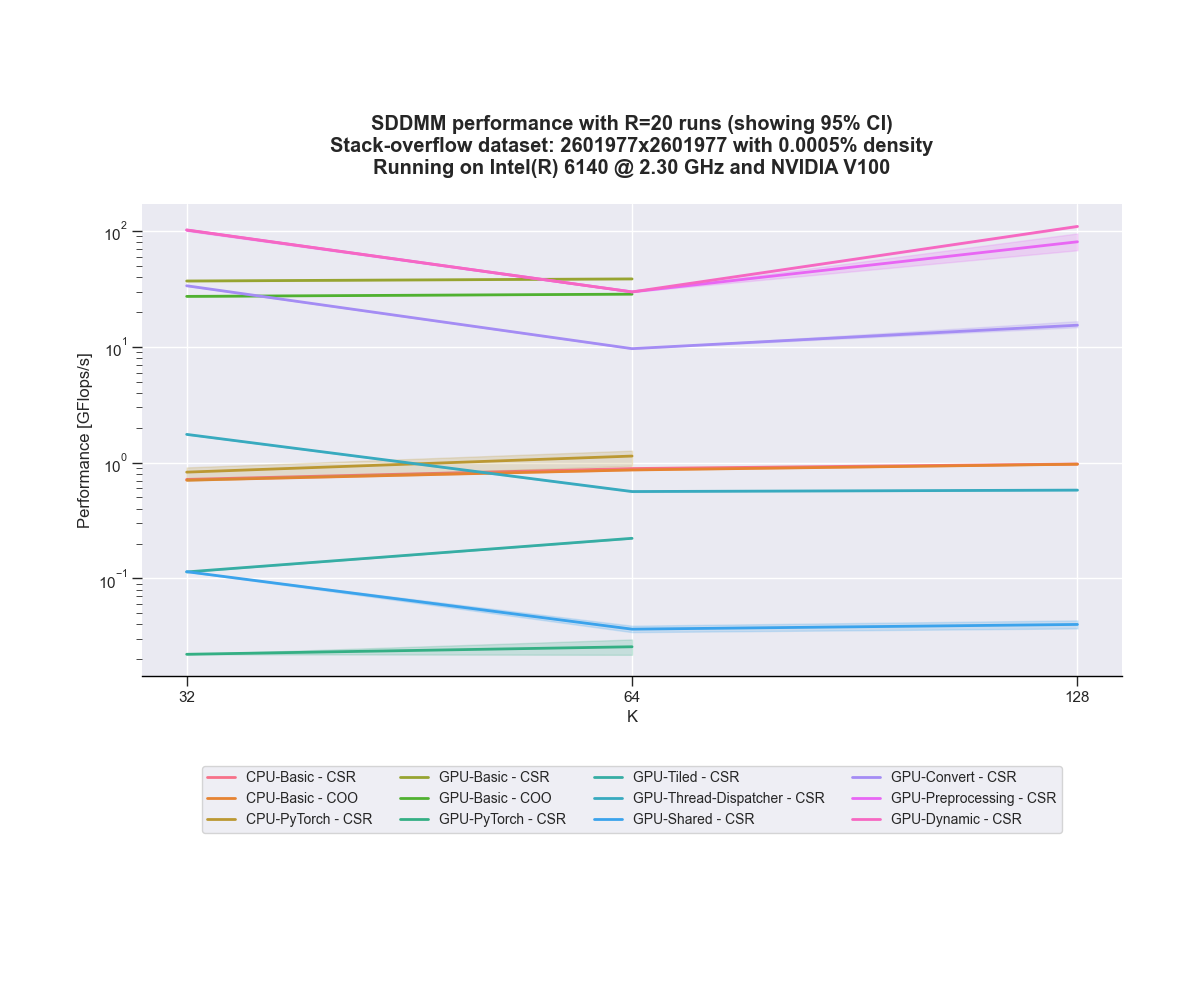 SDDMM performance with R=20 runs (showing 95% CI)
Stack-overflow dataset: 2601977x2601977 with 0.0005% density
Running on Intel(R) 6140 @ 2.30 GHz and NVIDIA V100
Performance [GFlops/s]
10²
10¹
10⁰
10⁻¹
32 64 128
K
CPU-Basic - CSR GPU-Basic - CSR GPU-Tiled - CSR GPU-Convert - CSR
CPU-Basic - COO GPU-Basic - COO GPU-Thread-Dispatcher - CSR GPU-Preprocessing - CSR
CPU-PyTorch - CSR GPU-PyTorch - CSR GPU-Shared - CSR GPU-Dynamic - CSR